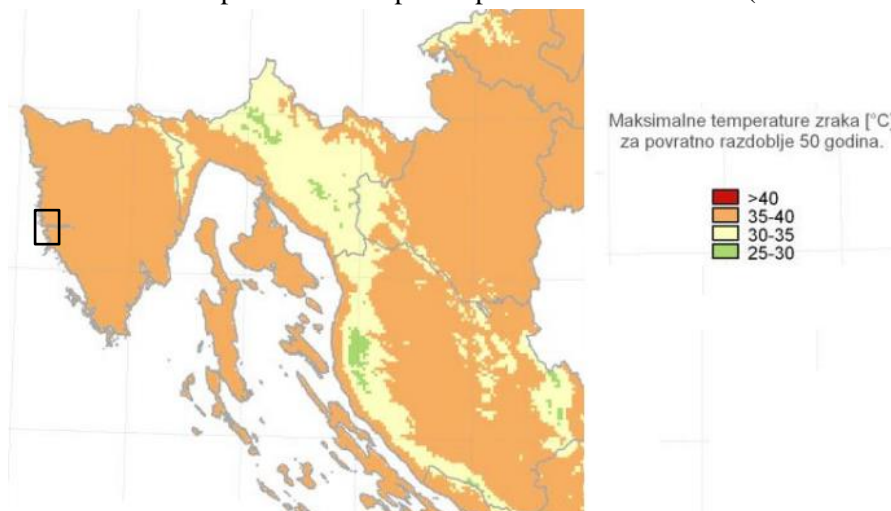 Maksimalne temperature zraka [°C]
za povratno razdoblje 50 godina.
>40
35-40
30-35
25-30